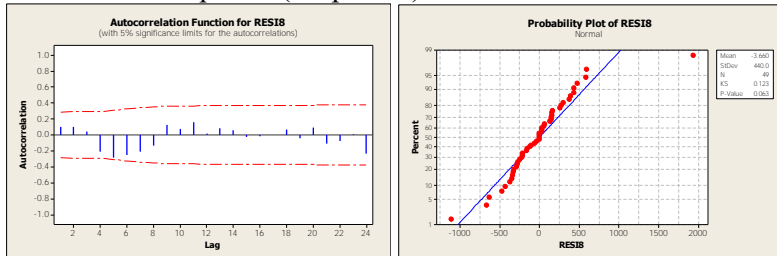 Autocorrelation Function for RESI8
(with 5% significance limits for the autocorrelations)
1.0
0.8
0.6
0.4
0.2
0.0
-0.2
-0.4
-0.6
-0.8
-1.0
Autocorrelation
2 4 6 8 10 12 14 16 18 20 22 24
Lag
Probability Plot of RESI8
Normal
99
95
90
80
70
60
50
40
30
20
10
5
1
Percent
-1000 -500 0 500 1000 1500 2000
RESI8
Mean -3.660
StDev 440.0
N 49
KS 0.123
P-Value 0.063